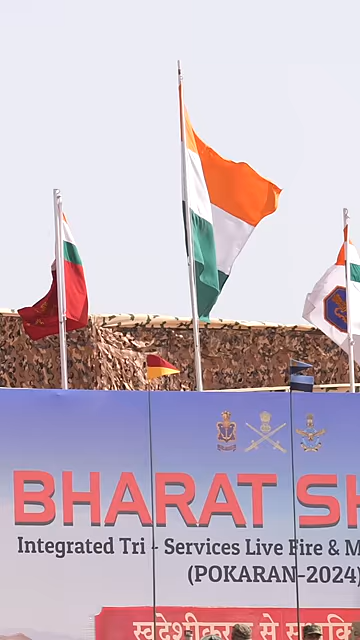 BHARAT SH
Integrated Tri - Services Live Fire & M
(POKARAN-2024)
स्वदेशीकरण से